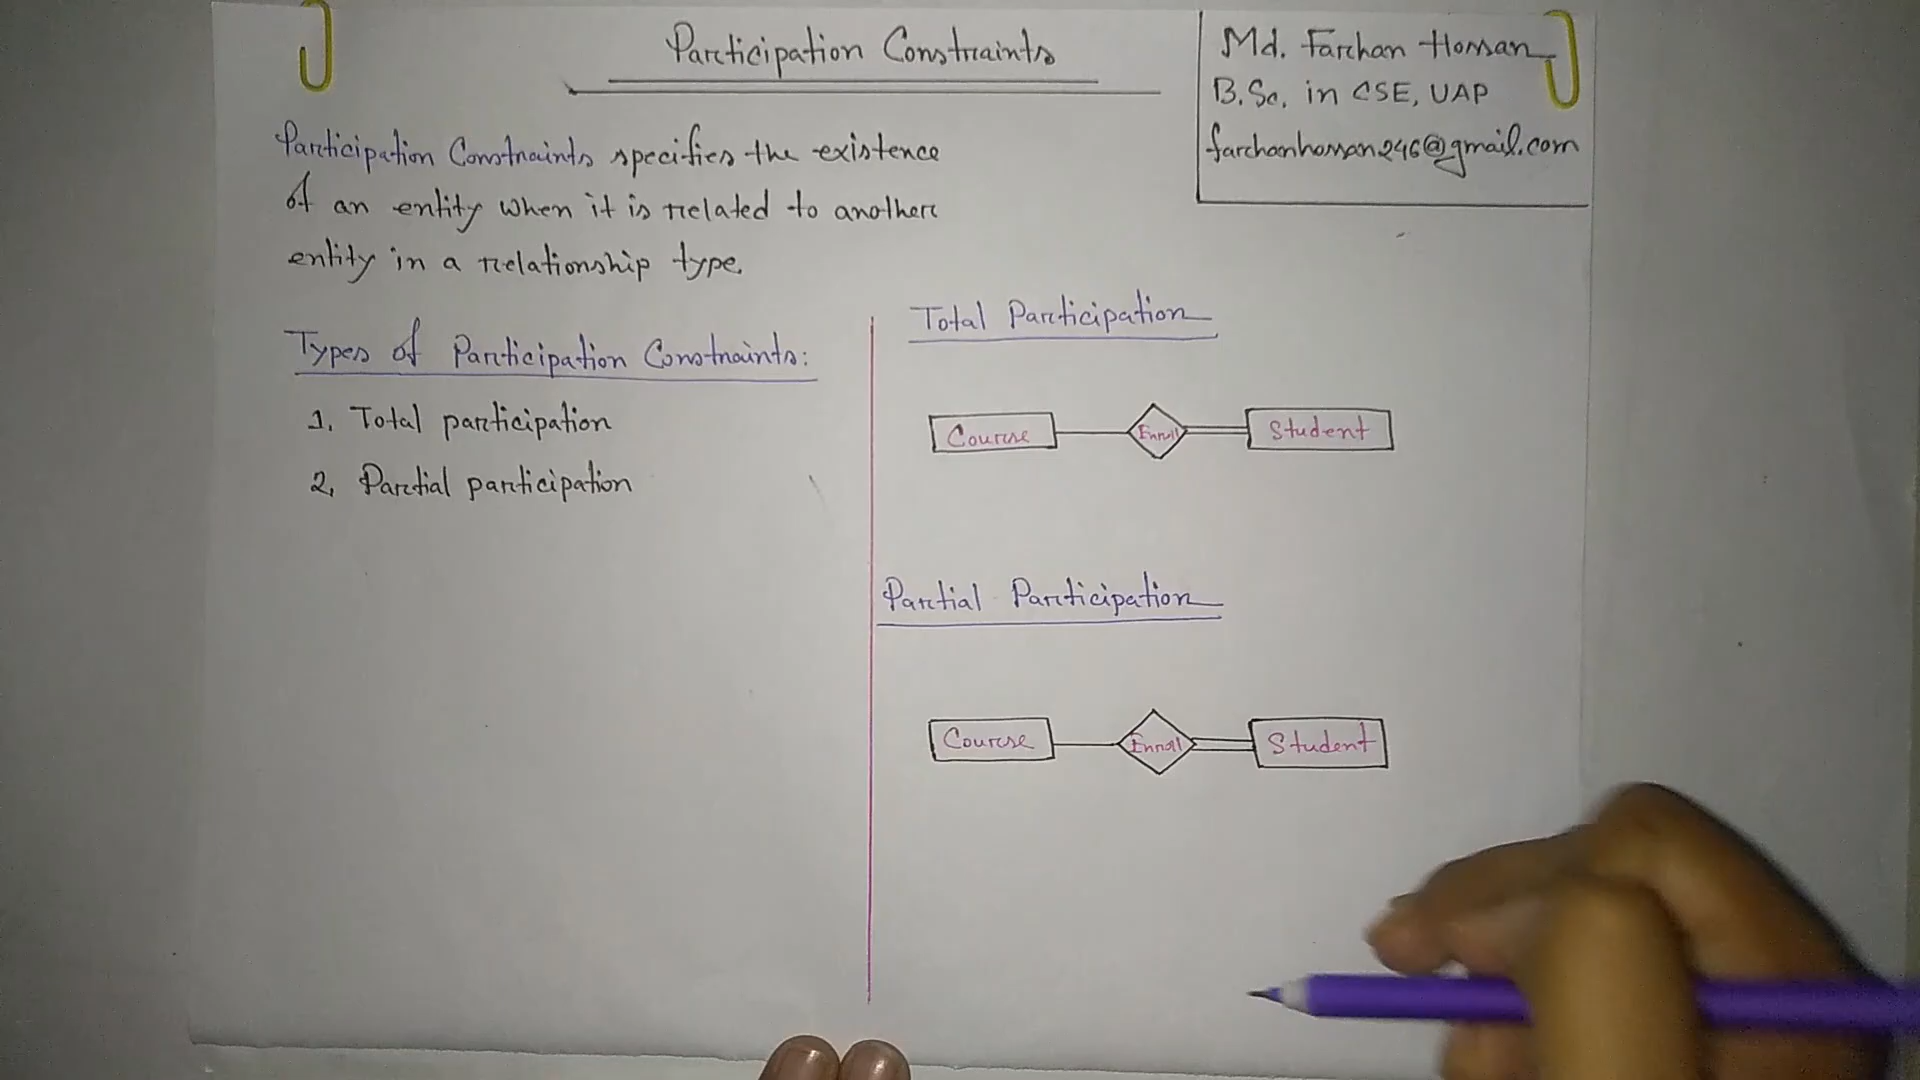 Participation Constraints
Md. Farhan Hossan
B.Sc. in CSE, UAP
farhanhossan246@gmail.com
Participation Constraints specifies the existence
of an entity when it is related to another
entity in a relationship type.
Types of Participation Constraints:
1. Total participation
2. Partial participation
Total Participation
Course Enroll Student
Partial Participation
Course Enroll Student